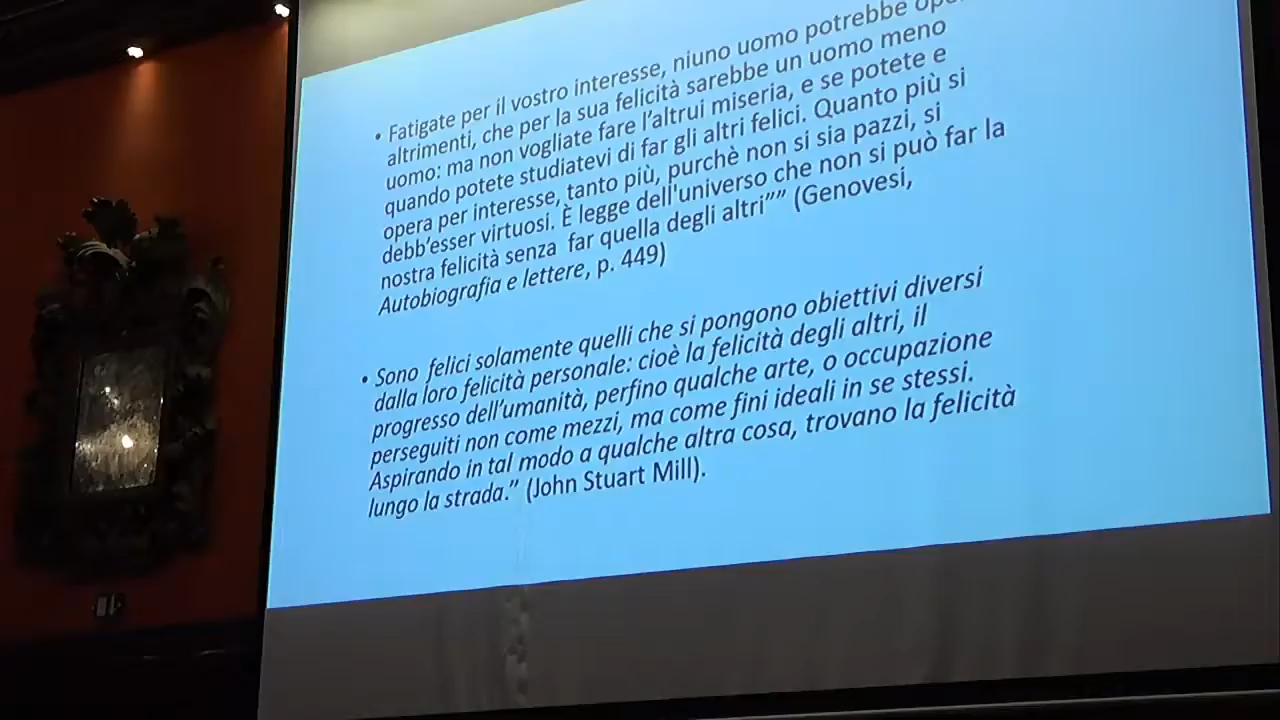 • Fatigate per il vostro interesse, niuno uomo potrebbe
altrimenti, che per la sua felicità sarebbe un uomo meno
uomo: ma non vogliate fare l'altrui miseria, e se potete e
quando potete studiatevi di far gli altri felici. Quanto più si
opera per interesse, tanto più, purchè non si sia pazzi, si
debb'esser virtuosi. È legge dell'universo che non si può far la
nostra felicità senza far quella degli altri”” (Genovesi,
Autobiografia e lettere, p. 449)
• Sono felici solamente quelli che si pongono obiettivi diversi
dalla loro felicità personale: cioè la felicità degli altri, il
progresso dell'umanità, perfino qualche arte, o occupazione
perseguiti non come mezzi, ma come fini ideali in se stessi.
Aspirando in tal modo a qualche altra cosa, trovano la felicità
lungo la strada.” (John Stuart Mill).